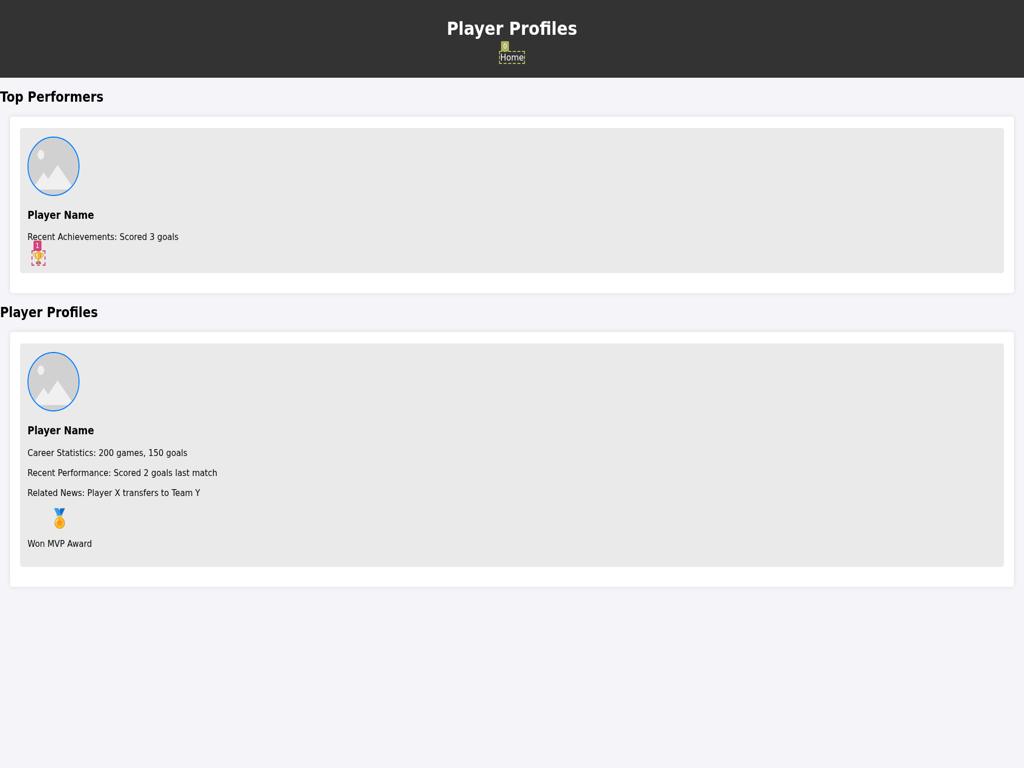 Player Profiles
0
Home
Top Performers
Player Name
Recent Achievements: Scored 3 goals
1
Player Profiles
Player Name
Career Statistics: 200 games, 150 goals
Recent Performance: Scored 2 goals last match
Related News: Player X transfers to Team Y
Won MVP Award